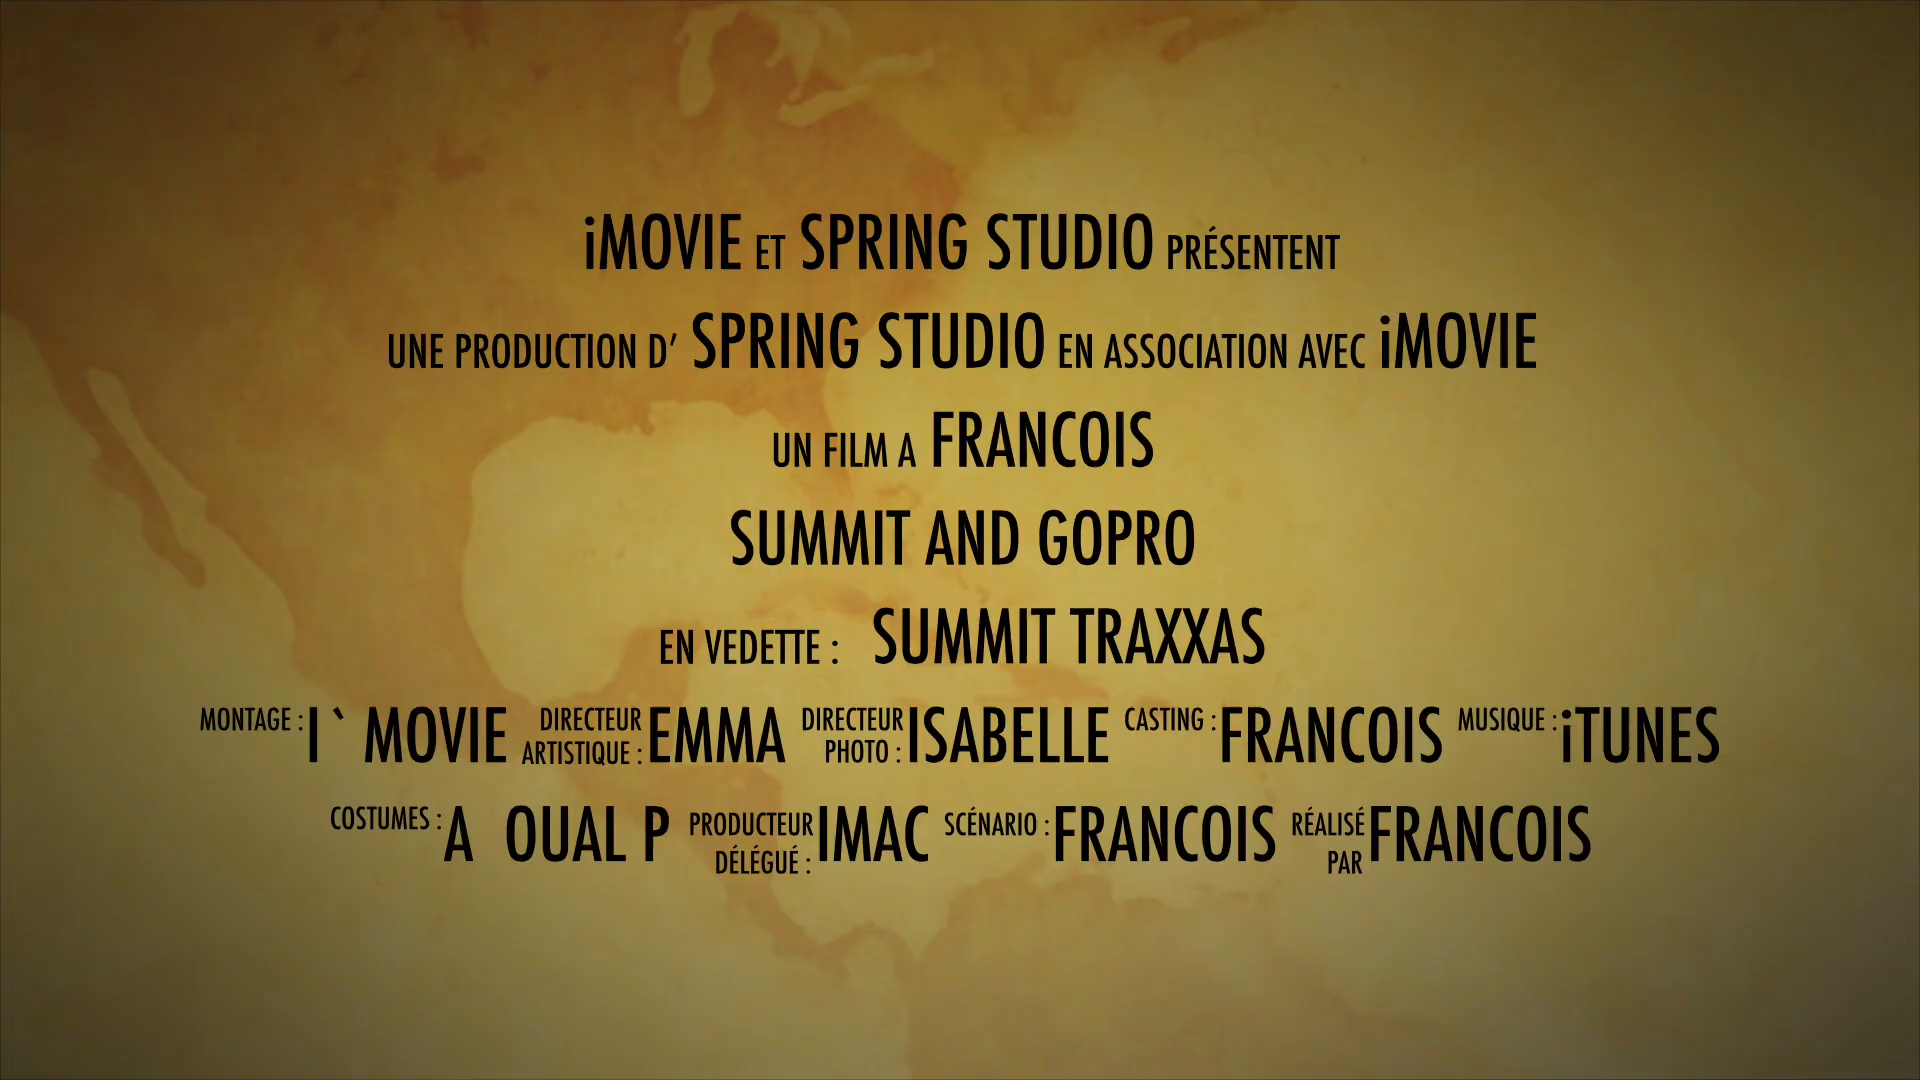 iMOVIE ET SPRING STUDIO PRÉSENTENT
UNE PRODUCTION D’ SPRING STUDIO EN ASSOCIATION AVEC iMOVIE
UN FILM A FRANCOIS
SUMMIT AND GOPRO
EN VEDETTE : SUMMIT TRAXXAS
MONTAGE : I ` MOVIE DIRECTEUR ARTISTIQUE : EMMA DIRECTEUR PHOTO : ISABELLE CASTING : FRANCOIS MUSIQUE : iTUNES
COSTUMES : A OUAL P PRODUCTEUR DÉLÉGUÉ : IMAC SCÉNARIO : FRANCOIS RÉALISÉ PAR FRANCOIS